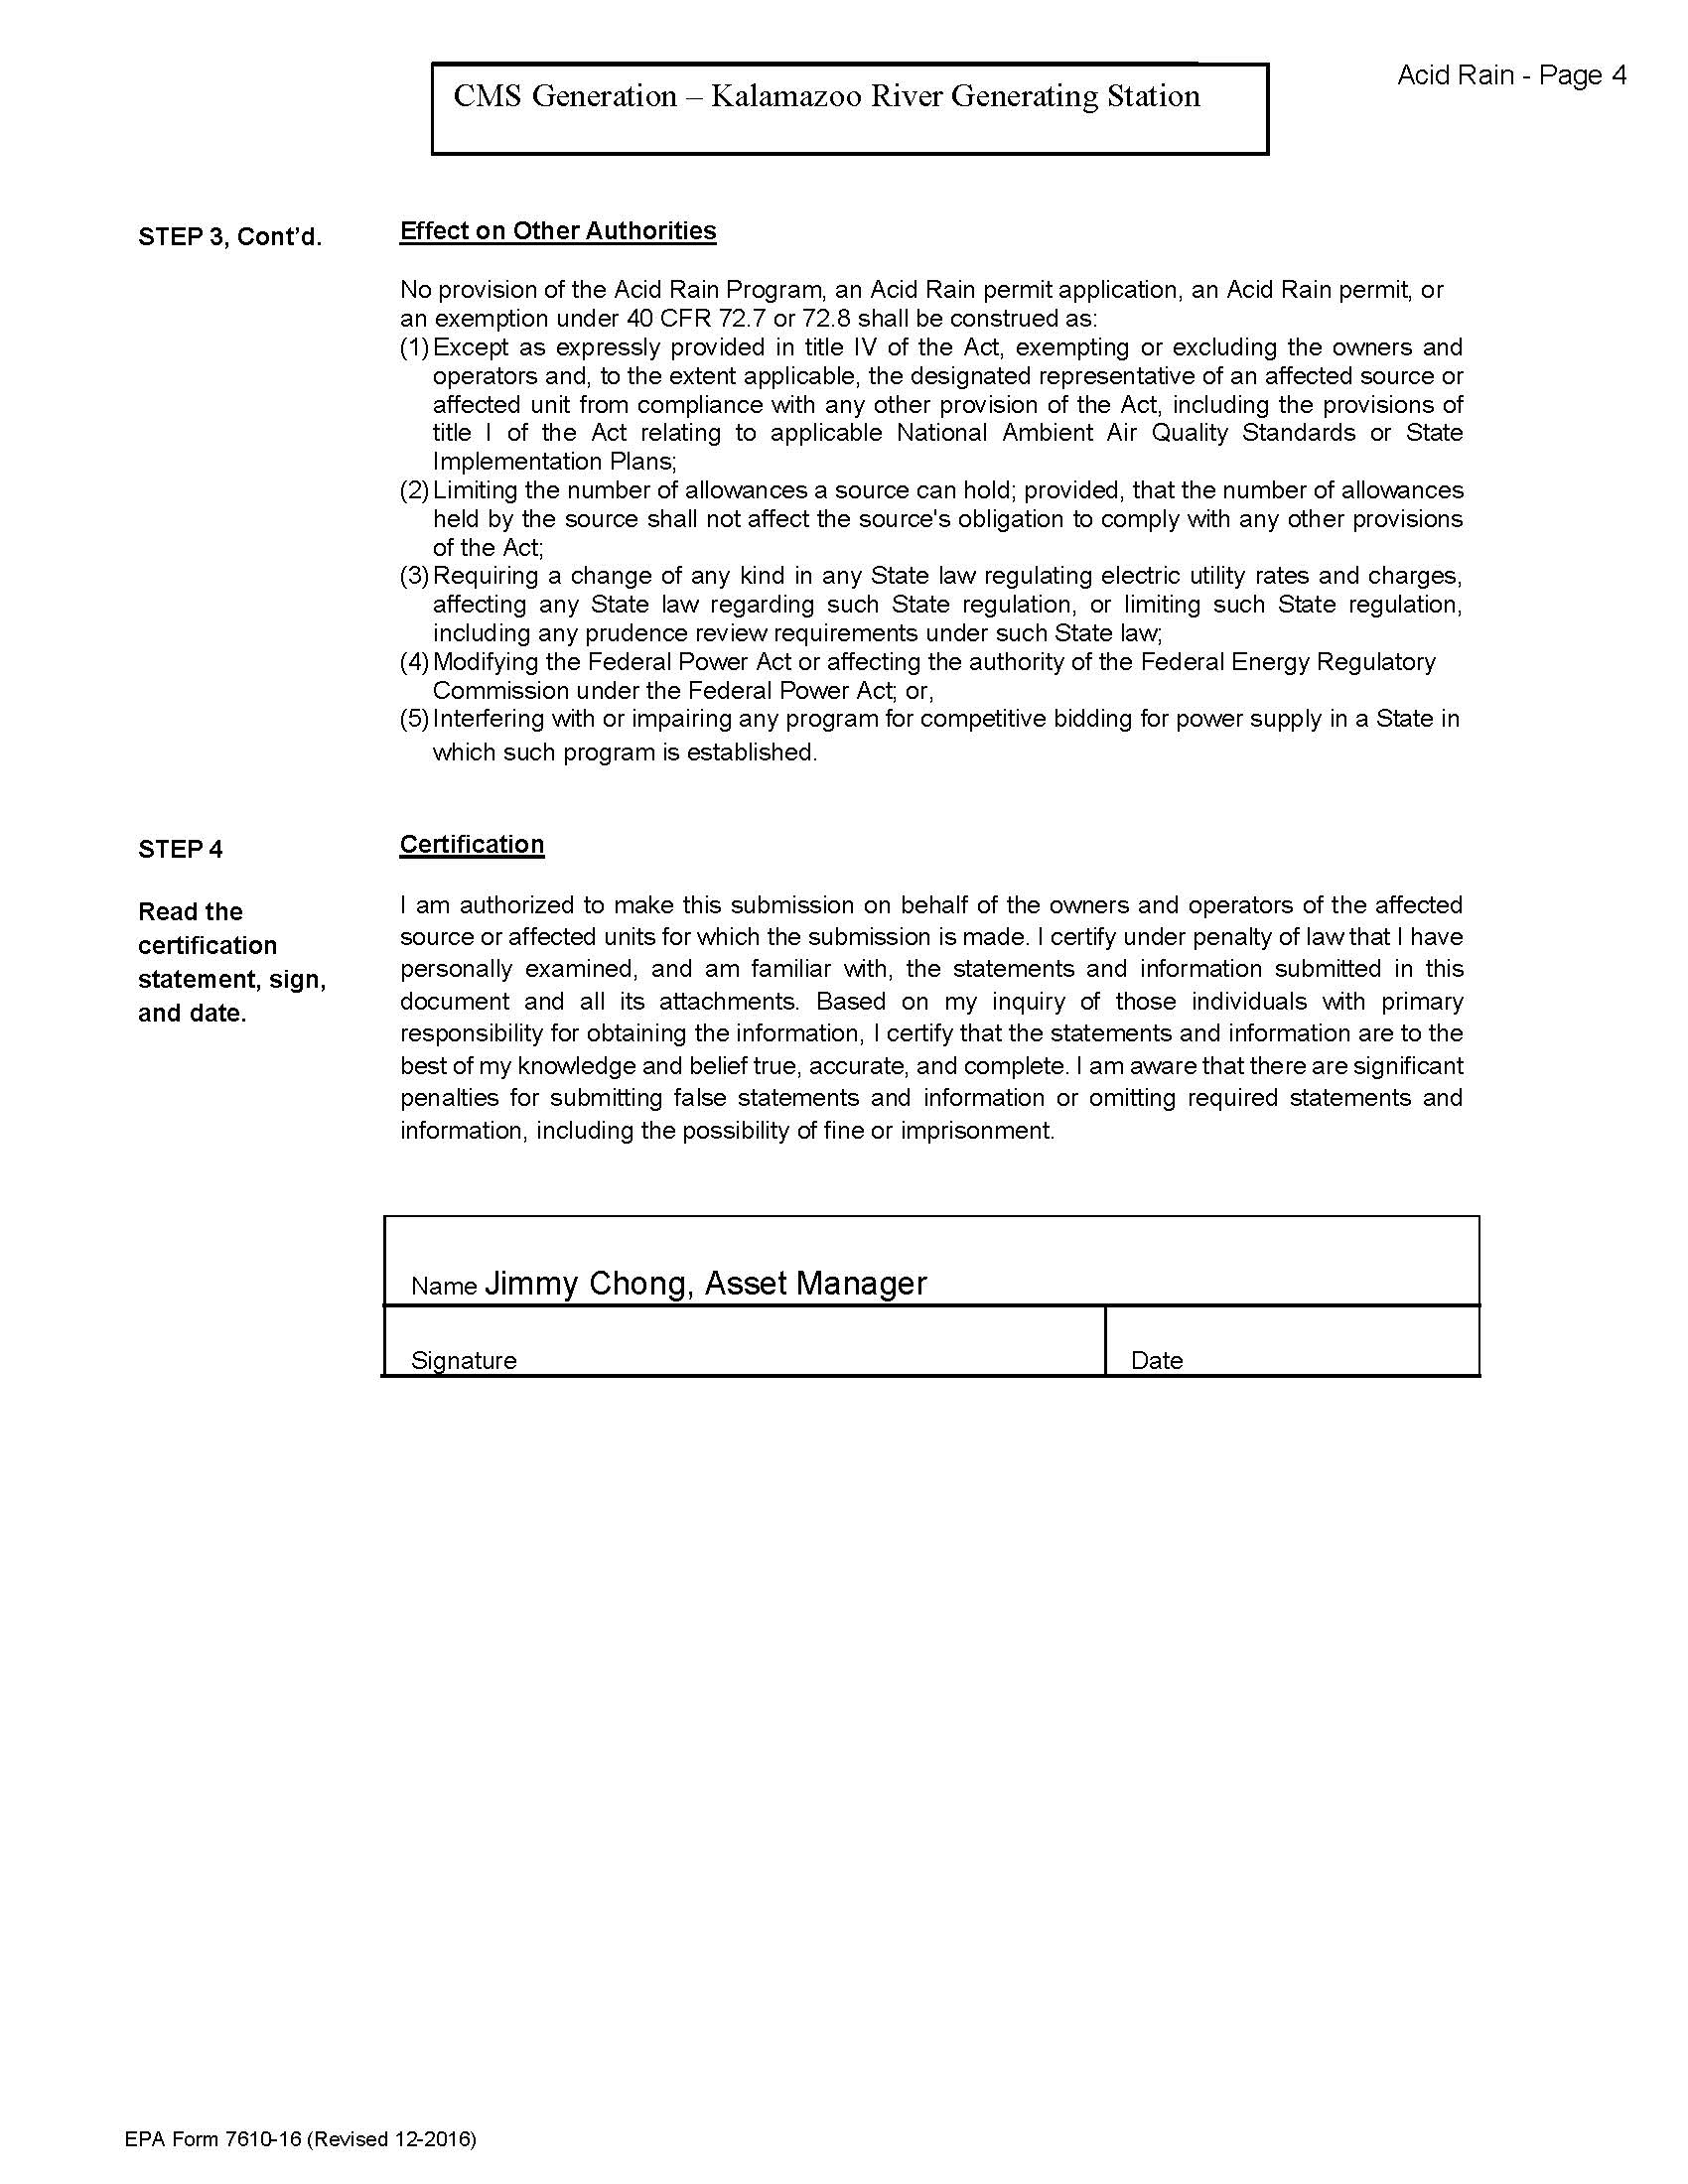 CMS Generation – Kalamazoo River Generating Station
Acid Rain - Page 4
STEP 3, Cont’d.
Effect on Other Authorities
No provision of the Acid Rain Program, an Acid Rain permit application, an Acid Rain permit, or
an exemption under 40 CFR 72.7 or 72.8 shall be construed as:
(1) Except as expressly provided in title IV of the Act, exempting or excluding the owners and
operators and, to the extent applicable, the designated representative of an affected source or
affected unit from compliance with any other provision of the Act, including the provisions of
title I of the Act relating to applicable National Ambient Air Quality Standards or State
Implementation Plans;
(2) Limiting the number of allowances a source can hold; provided, that the number of allowances
held by the source shall not affect the source's obligation to comply with any other provisions
of the Act;
(3) Requiring a change of any kind in any State law regulating electric utility rates and charges,
affecting any State law regarding such State regulation, or limiting such State regulation,
including any prudence review requirements under such State law;
(4) Modifying the Federal Power Act or affecting the authority of the Federal Energy Regulatory
Commission under the Federal Power Act; or,
(5) Interfering with or impairing any program for competitive bidding for power supply in a State in
which such program is established.
STEP 4
Read the
certification
statement, sign,
and date.
Certification
I am authorized to make this submission on behalf of the owners and operators of the affected
source or affected units for which the submission is made. I certify under penalty of law that I have
personally examined, and am familiar with, the statements and information submitted in this
document and all its attachments. Based on my inquiry of those individuals with primary
responsibility for obtaining the information, I certify that the statements and information are to the
best of my knowledge and belief true, accurate, and complete. I am aware that there are significant
penalties for submitting false statements and information or omitting required statements and
information, including the possibility of fine or imprisonment.
Name Jimmy Chong, Asset Manager
Signature
Date
EPA Form 7610-16 (Revised 12-2016)